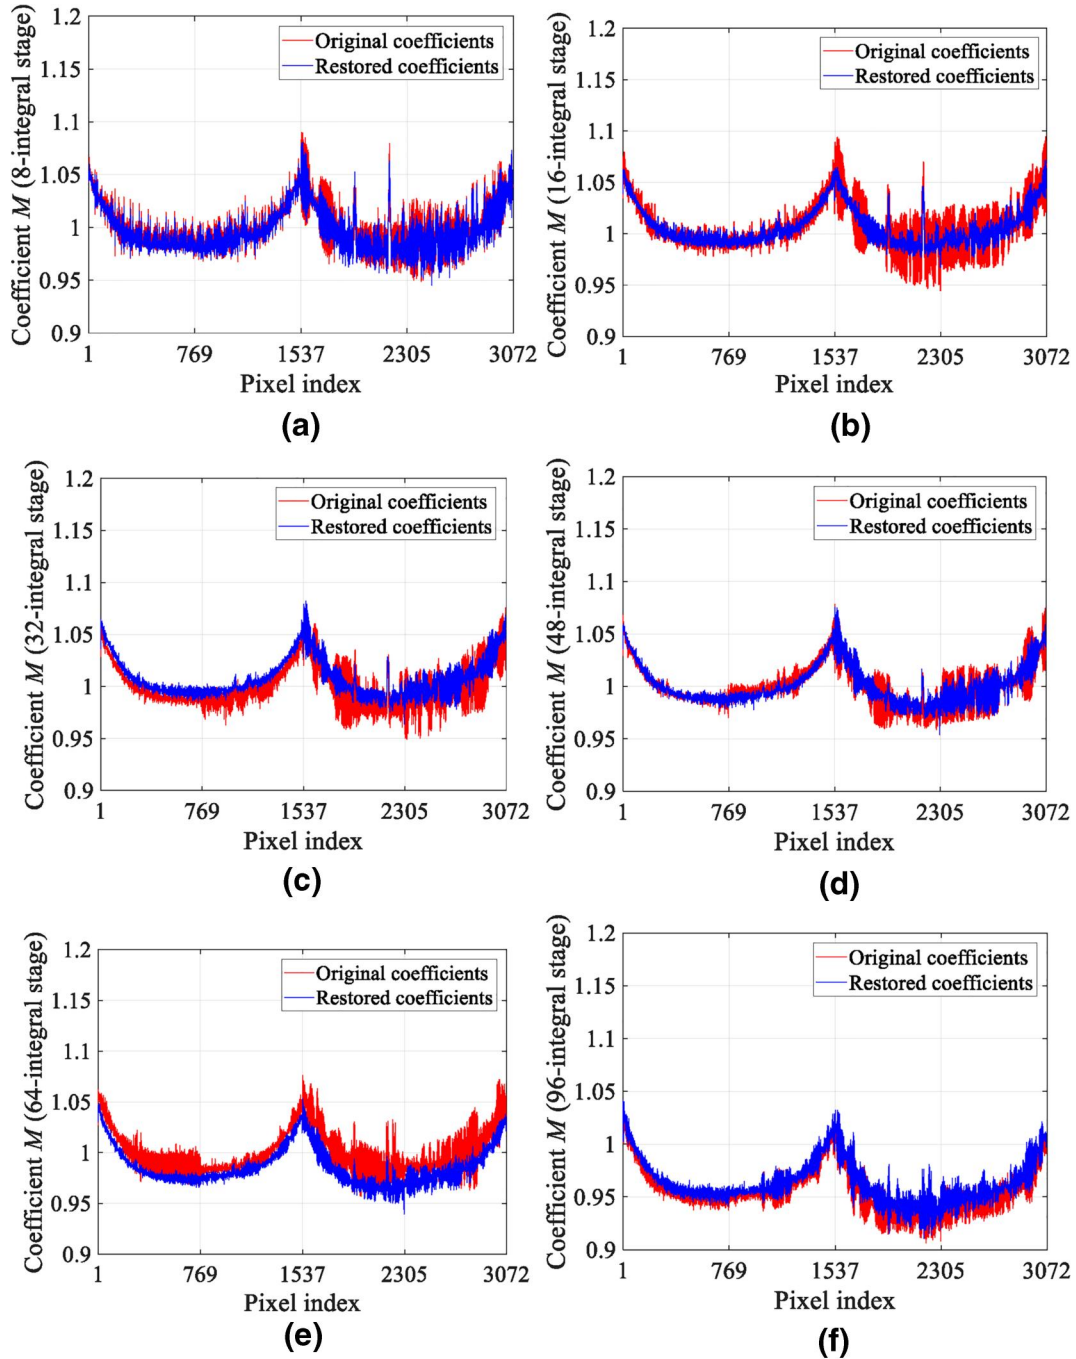 Coefficient M (8-integral stage)
1.2
1.15
1.1
1.05
1
0.95
0.9
Original coefficients
Restored coefficients
1 769 1537 2305 3072
Pixel index
(a)
Coefficient M (16-integral stage)
1.2
1.15
1.1
1.05
1
0.95
0.9
Original coefficients
Restored coefficients
1 769 1537 2305 3072
Pixel index
(b)
Coefficient M (32-integral stage)
1.2
1.15
1.1
1.05
1
0.95
0.9
Original coefficients
Restored coefficients
1 769 1537 2305 3072
Pixel index
(c)
Coefficient M (48-integral stage)
1.2
1.15
1.1
1.05
1
0.95
0.9
Original coefficients
Restored coefficients
1 769 1537 2305 3072
Pixel index
(d)
Coefficient M (64-integral stage)
1.2
1.15
1.1
1.05
1
0.95
0.9
Original coefficients
Restored coefficients
1 769 1537 2305 3072
Pixel index
(e)
Coefficient M (96-integral stage)
1.2
1.15
1.1
1.05
1
0.95
0.9
Original coefficients
Restored coefficients
1 769 1537 2305 3072
Pixel index
(f)